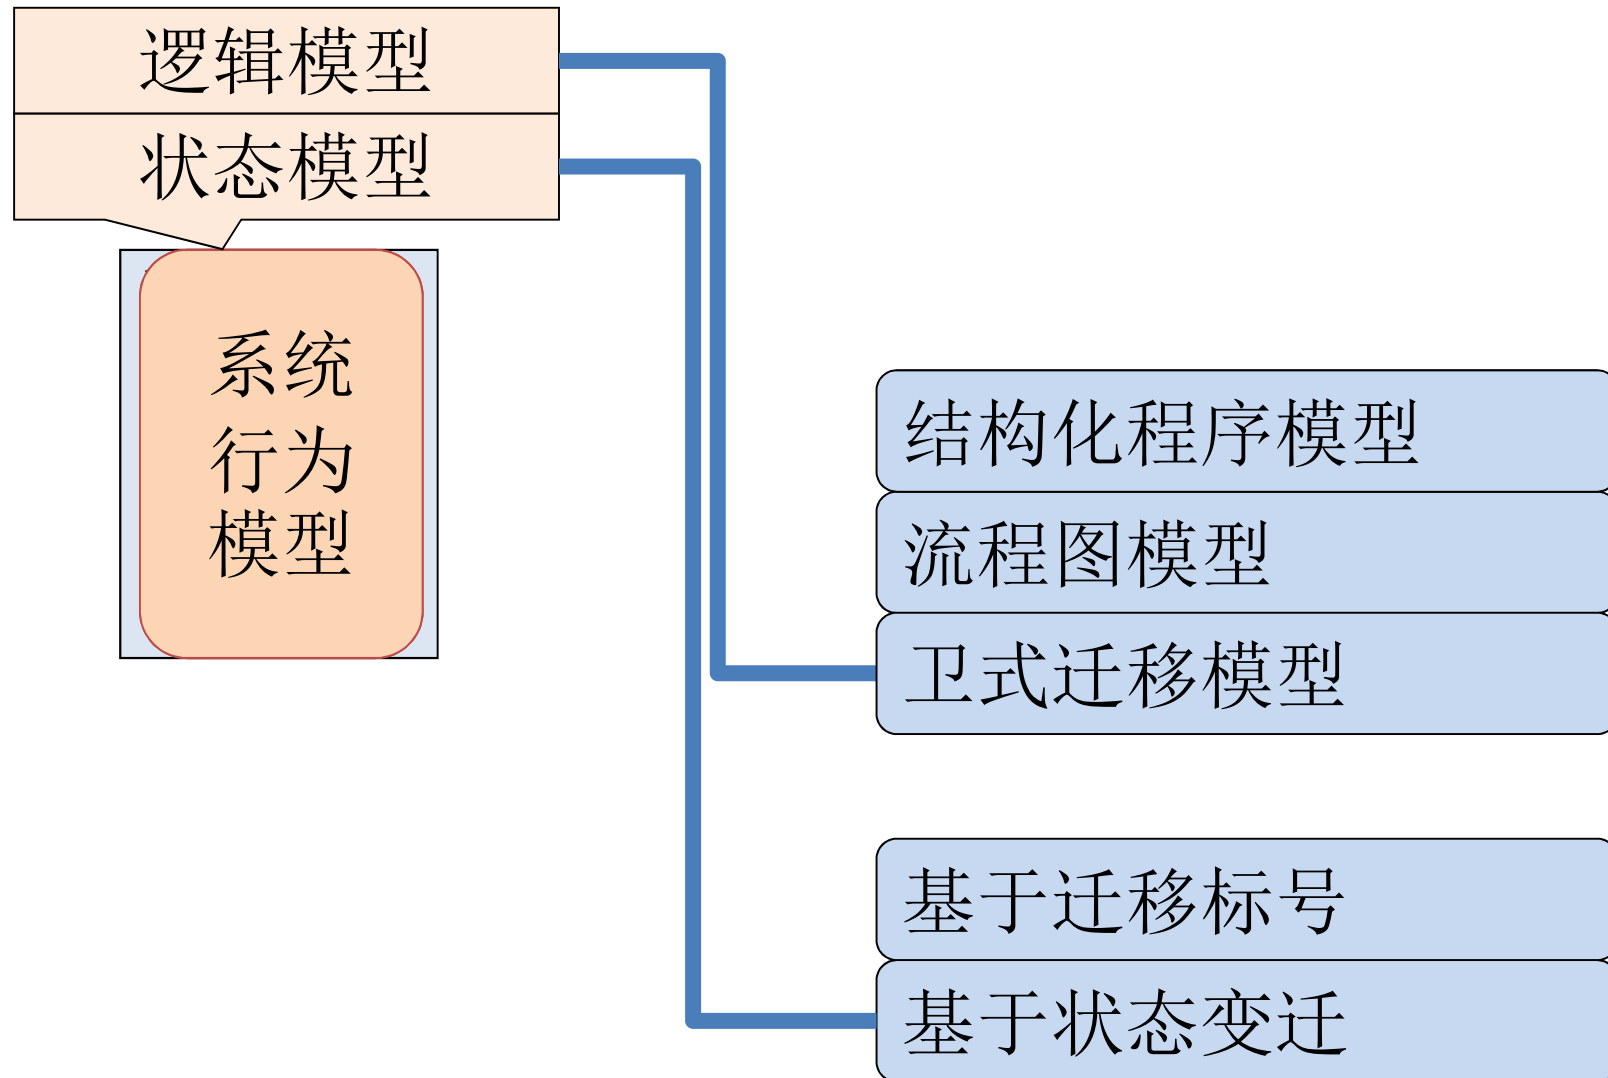 逻辑模型
状态模型
系统
行为
模型
结构化程序模型
流程图模型
卫式迁移模型
基于迁移标号
基于状态变迁